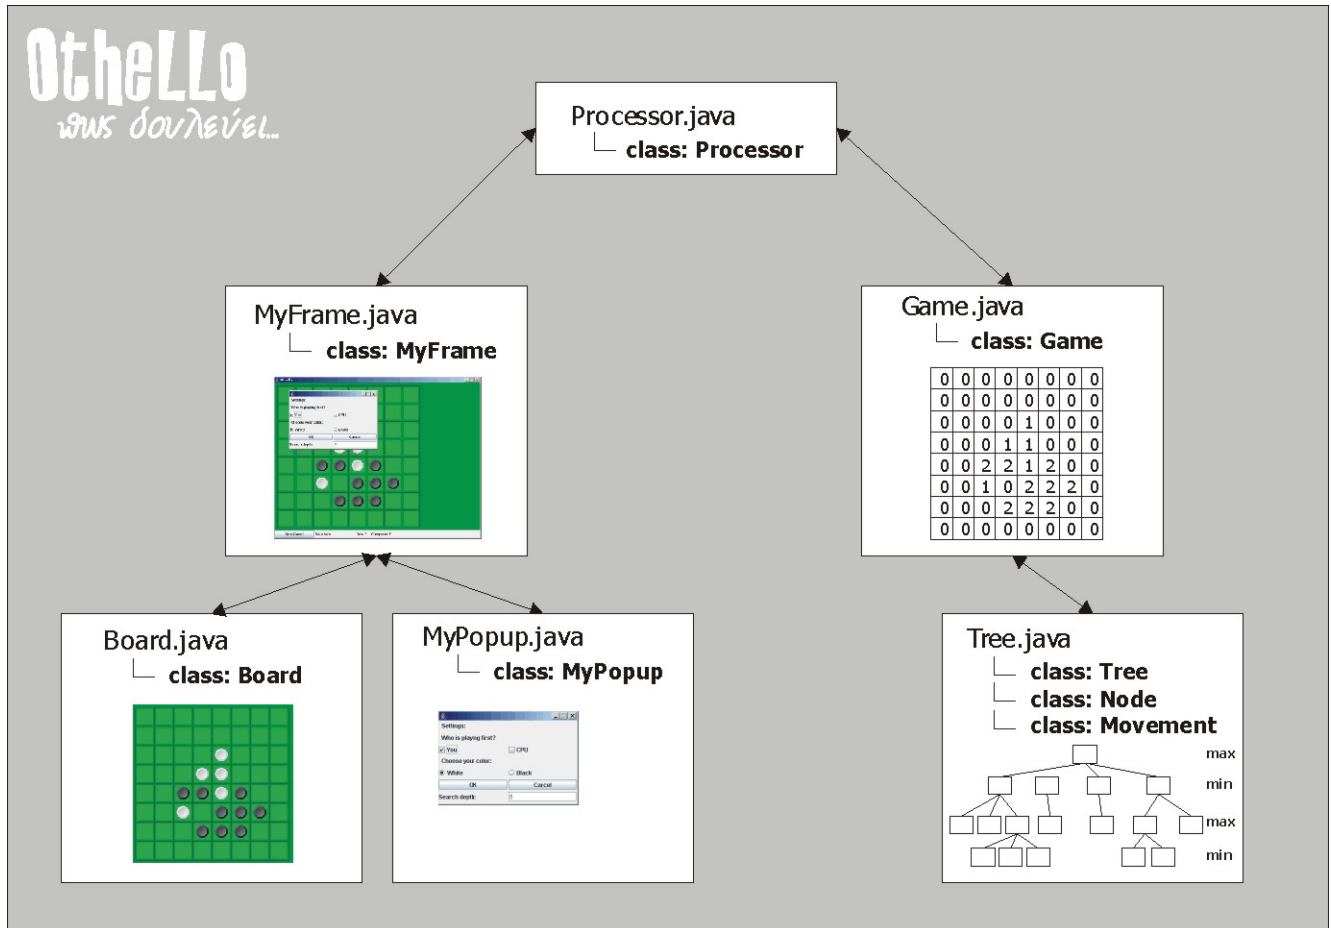 Othello
πως δουλεύει...
Processor.java
class: Processor
MyFrame.java
class: MyFrame
Settings:
Game.java
class: Game
0 0 0 0 0 0 0 0
0 0 0 0 0 0 0 0
0 0 0 0 1 0 0 0
0 0 0 1 1 0 0 0
0 0 2 2 1 2 0 0
0 0 1 0 2 2 2 0
0 0 0 2 2 2 0 0
0 0 0 0 0 0 0 0
Board.java
class: Board
MyPopup.java
class: MyPopup
Settings:
Who is playng first?
You CPU
Choose your color:
White Black
OK Cancel
Search depth:
Tree.java
class: Tree
class: Node
class: Movement
max
min
max
min